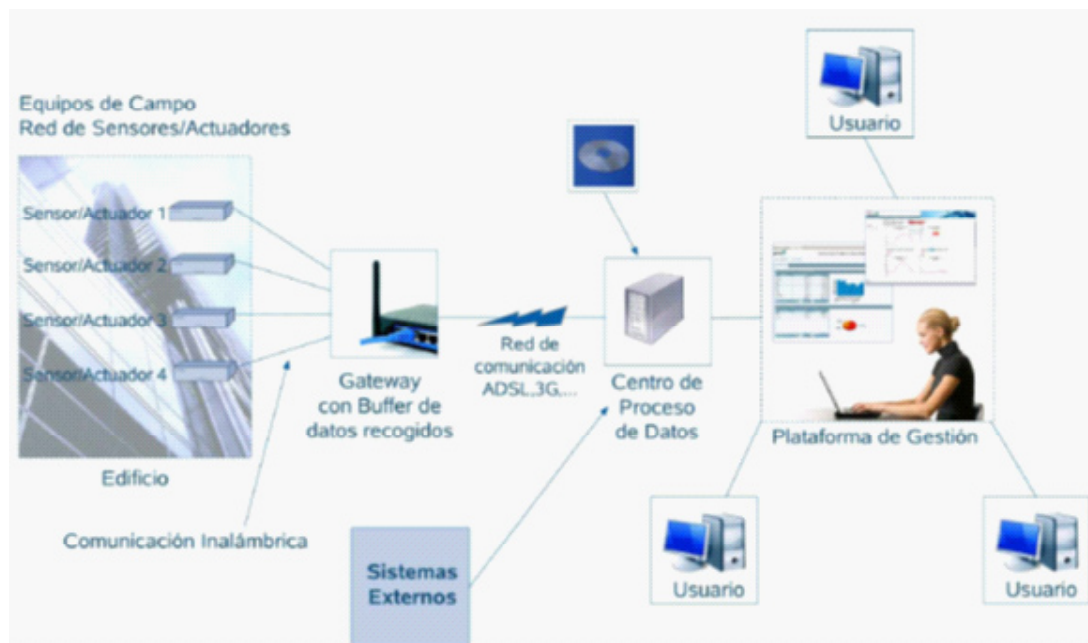 Equipos de Campo
Red de Sensores/Actuadores
Sensor/Actuador 1
Sensor/Actuador 2
Sensor/Actuador 3
Sensor/Actuador 4
Edificio
Comunicación Inalámbrica
Gateway
con Buffer de
datos recogidos
Red de
comunicación
ADSL,3G,...
Sistemas
Externos
Centro de
Proceso
de Datos
Usuario
Plataforma de Gestión
Usuario
Usuario